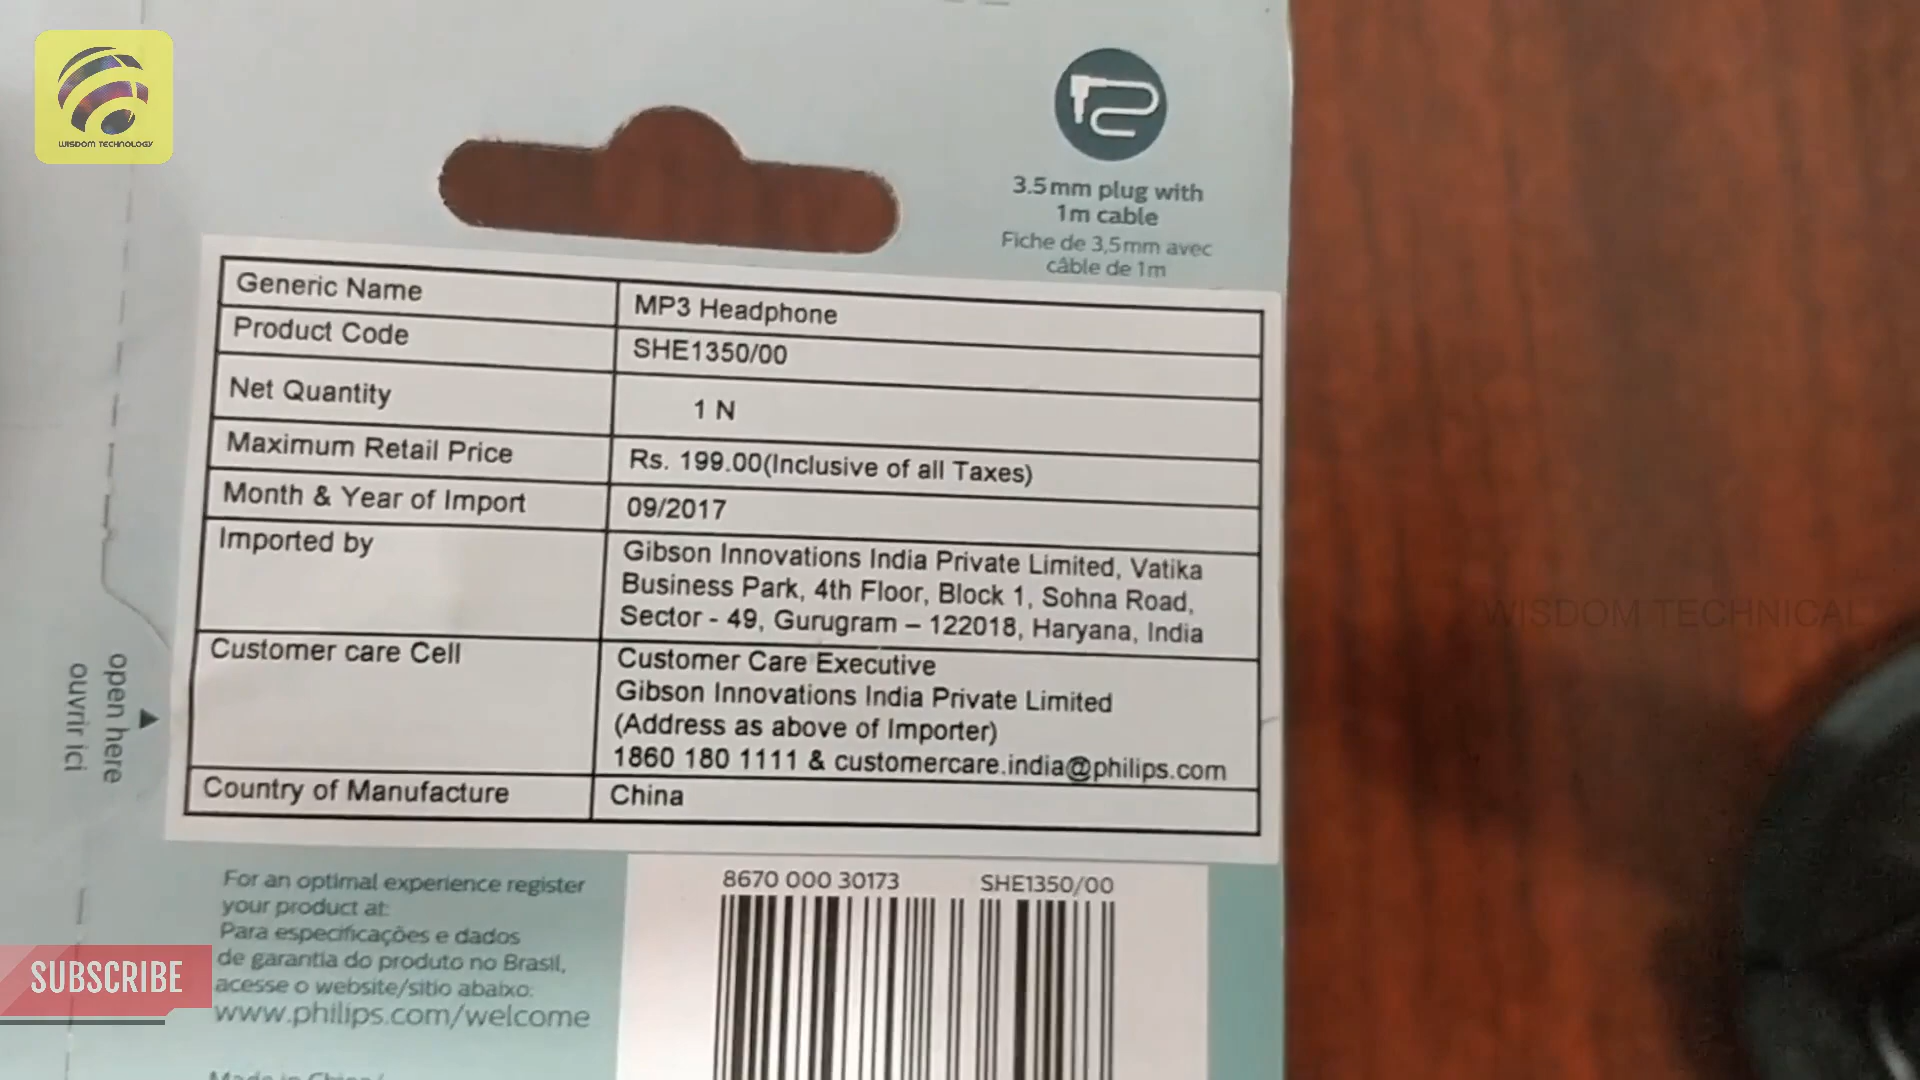 WISDOM TECHNOLOGY
3.5mm plug with
1m cable
Fiche de 3,5mm avec
câble de 1m
Generic Name
MP3 Headphone
Product Code
SHE1350/00
Net Quantity
1 N
Maximum Retail Price
Rs. 199.00(Inclusive of all Taxes)
Month & Year of Import
09/2017
Imported by
Gibson Innovations India Private Limited, Vatika
Business Park, 4th Floor, Block 1, Sohna Road,
Sector - 49, Gurugram – 122018, Haryana, India
Customer care Cell
Customer Care Executive
Gibson Innovations India Private Limited
(Address as above of Importer)
1860 180 1111 & customercare.india@philips.com
Country of Manufacture
China
open here
ouvrir ici
WISDOM TECHNICAL
For an optimal experience register
your product at:
Para especificações e dados
de garantia do produto no Brasil,
acesse o website/sitio abaixo:
www.philips.com/welcome
8670 000 30173
SHE1350/00
SUBSCRIBE